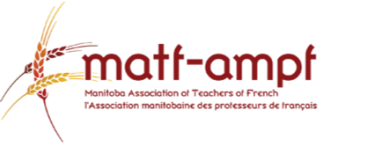 matf-ampf
Manitoba Association of Teachers of French
l'Association manitobaine des professeurs de français